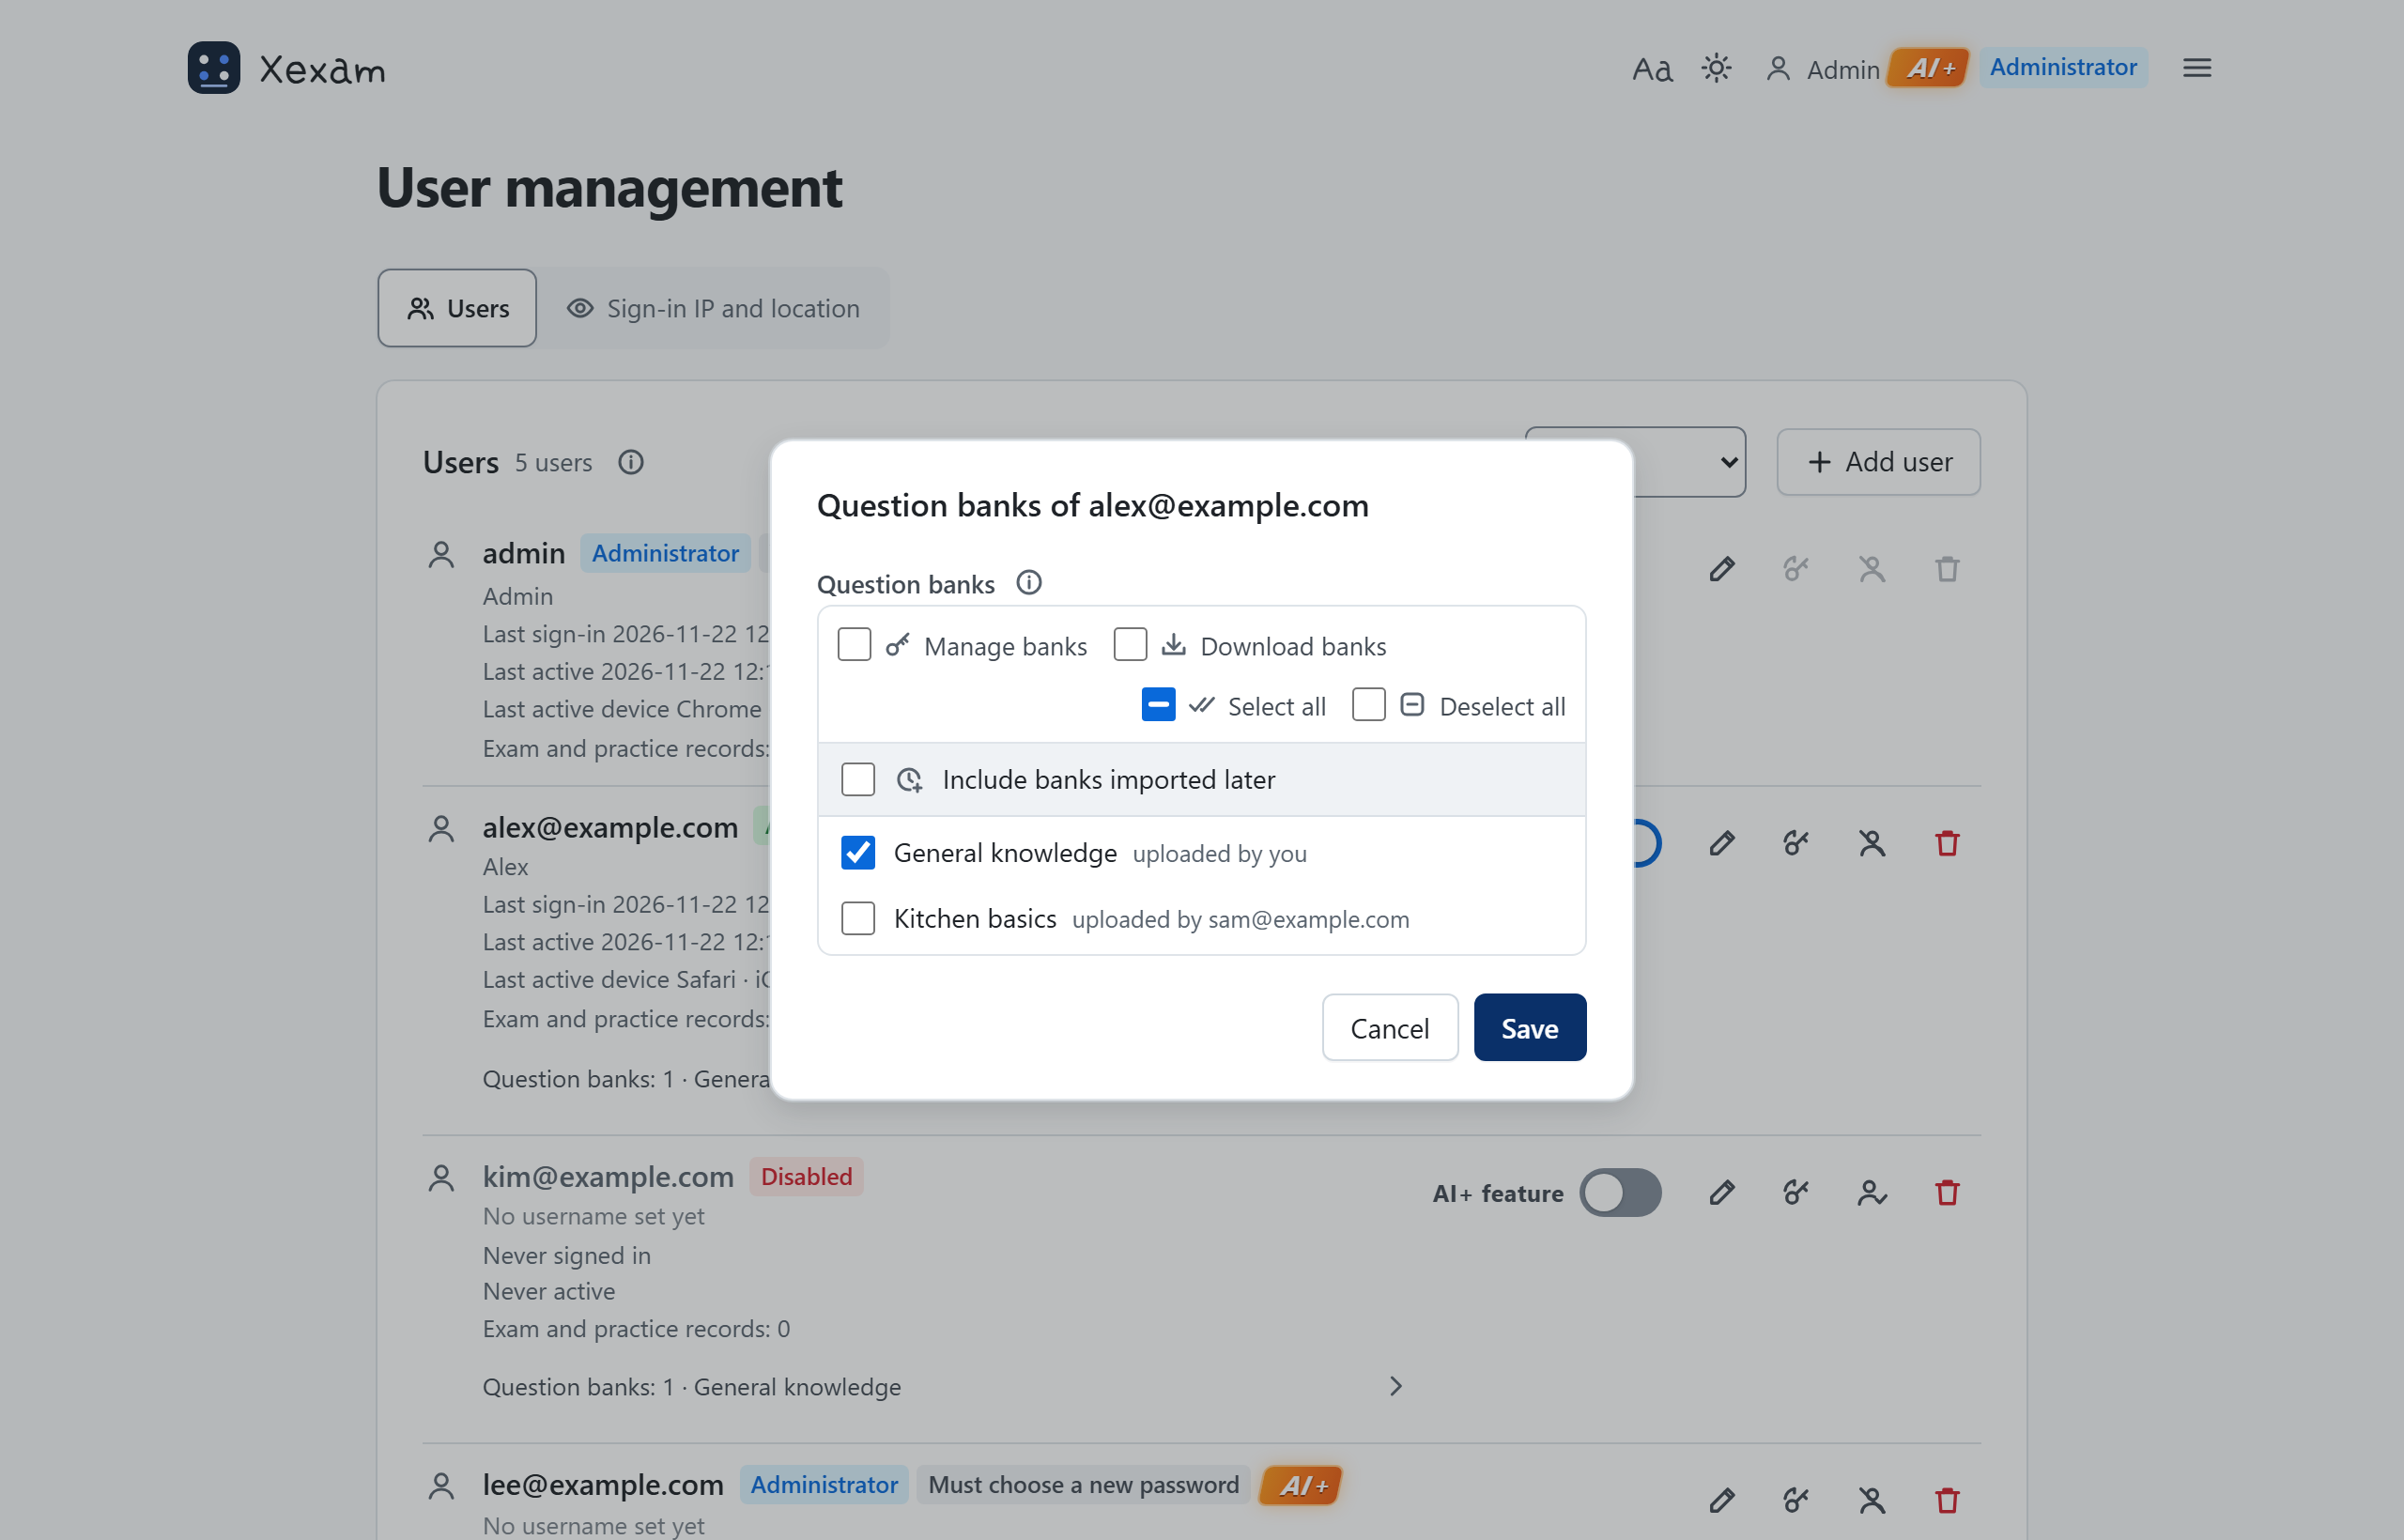 Xexam
Aa
Admin AI+ Administrator
User management
Users
Sign-in IP and location
Users 5 users
Add user
admin Administrator
Admin
Last sign-in 2026-11-22 12
Last active 2026-11-22 12:
Last active device Chrome
Exam and practice records:
alex@example.com
Alex
Last sign-in 2026-11-22 12
Last active 2026-11-22 12:
Last active device Safari ·
Exam and practice records:
Question banks: 1 ·
Question banks of alex@example.com
Question banks
Manage banks Download banks
Select all Deselect all
Include banks imported later
General knowledge uploaded by you
Kitchen basics uploaded by sam@example.com
Cancel Save
kim@example.com Disabled
AI+ feature
No username set yet
Never signed in
Never active
Exam and practice records: 0
Question banks: 1 · General knowledge
lee@example.com Administrator Must choose a new password AI+
No username set yet